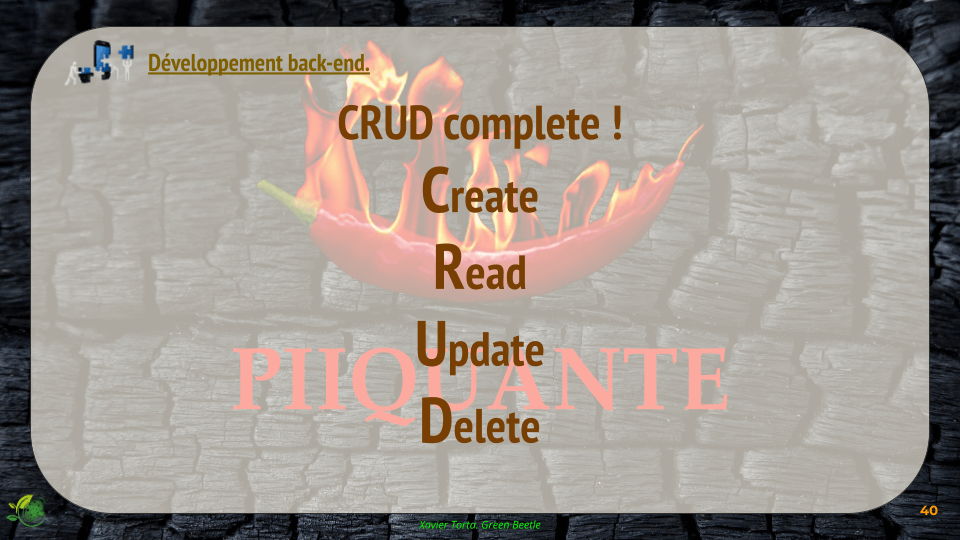 Développement back-end.
CRUD complete !
Create
Read
Update
PIIQUANTE
Delete
40
Xavier Torta. Green Beetle